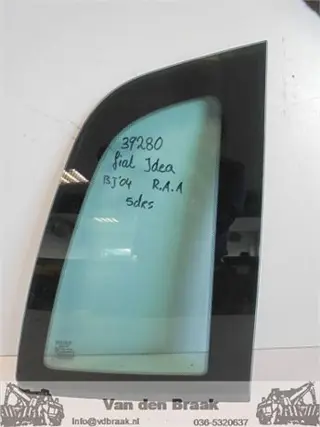 39280
fiat Idea
BJ'04 R.A.A
5drs
Van den Braak
info@vdbraak.nl
036-5320637